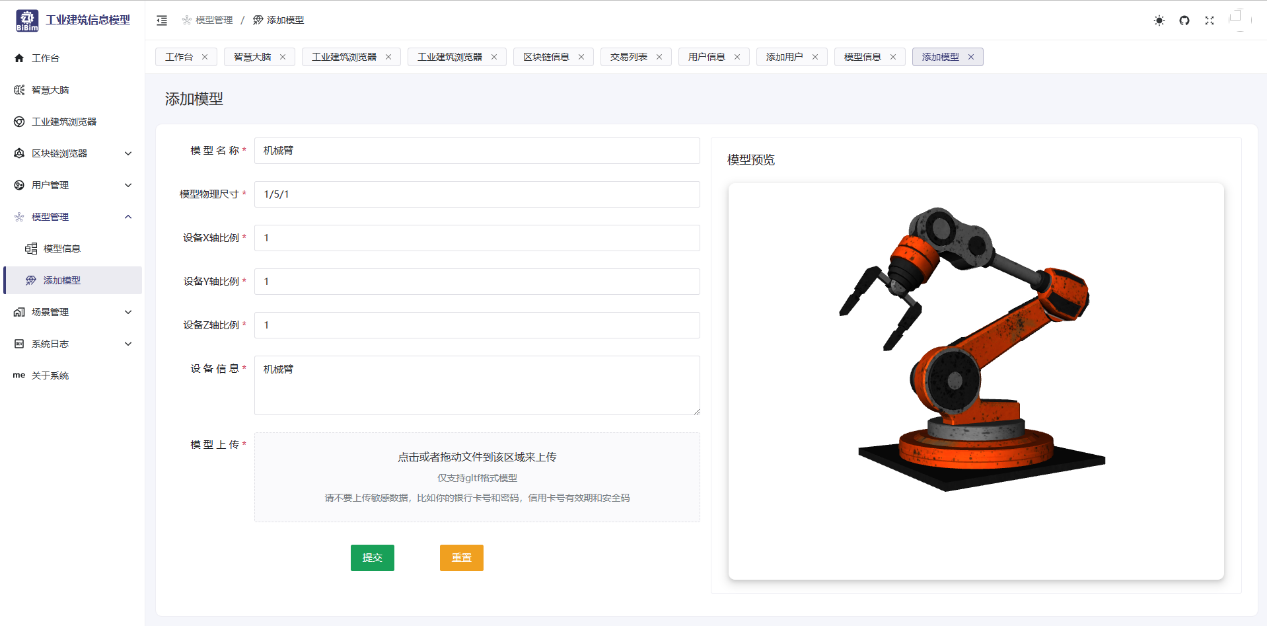 ZI
BIBim
工业建筑信息模型
模型管理 / 添加模型
工作台
智慧大脑
工业建筑浏览器
区块链浏览器
用户管理
模型管理
模型信息
添加模型
场景管理
系统日志
me 关于系统
工作台 × 智慧大脑 × 工业建筑浏览器 × 工业建筑浏览器 × 区块链信息 × 交易列表 × 用户信息 × 添加用户 × 模型信息 × 添加模型 ×
添加模型
模型名称* 机械臂
模型物理尺寸* 1/5/1
设备X轴比例* 1
设备Y轴比例* 1
设备Z轴比例* 1
设备信息* 机械臂
模型上传*
点击或者拖动文件到该区域来上传
仅支持gltf格式模型
请不要上传敏感数据，比如你的银行卡号和密码，信用卡号有效期和安全码
提交 重置
模型预览